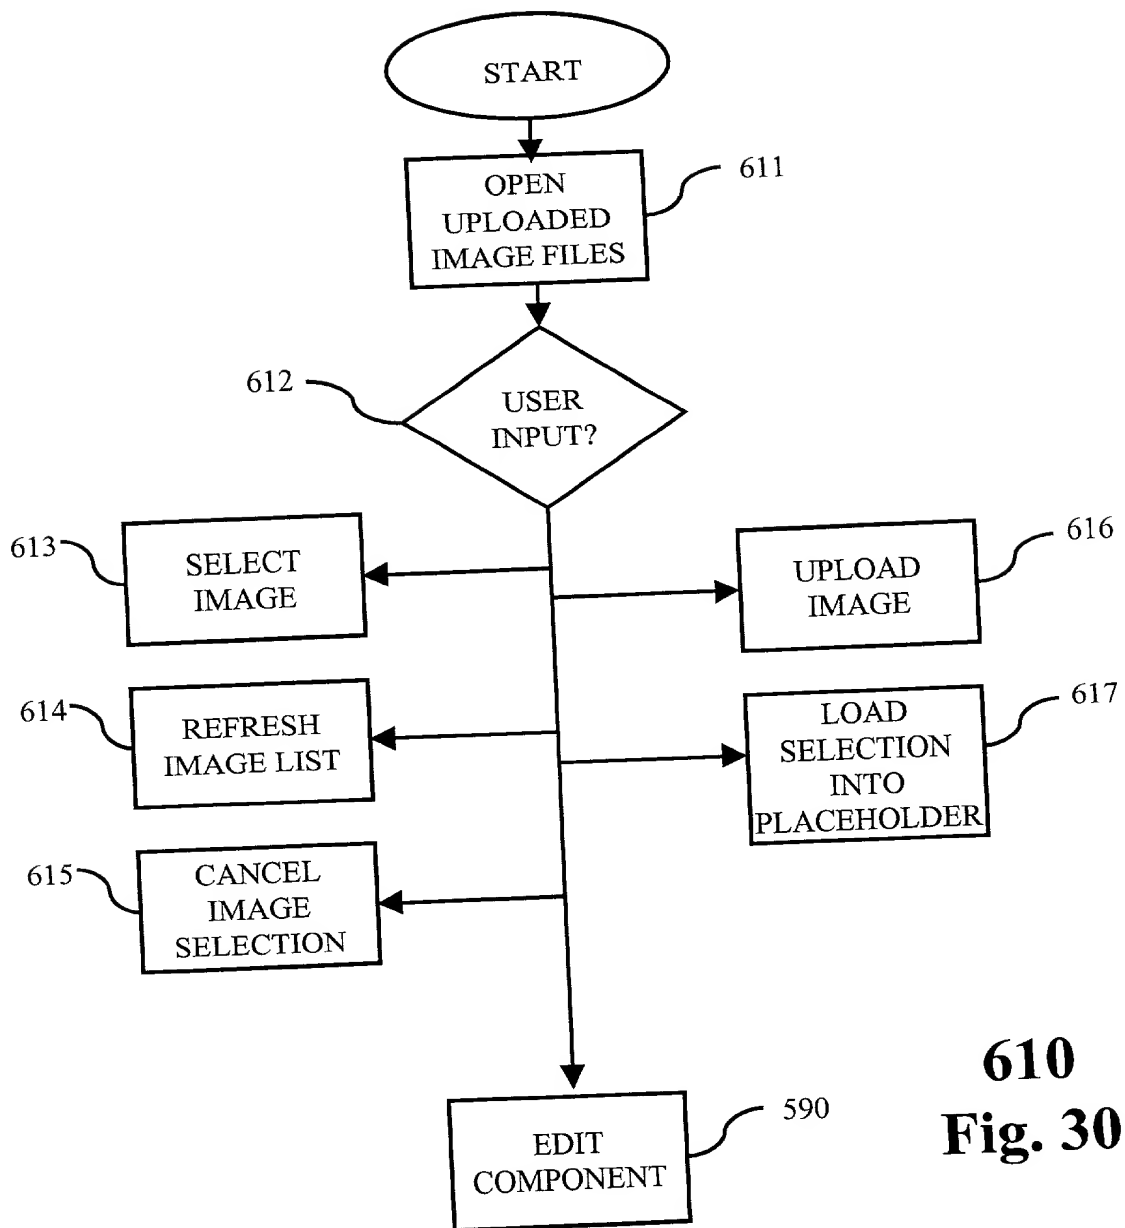 START
611
OPEN
UPLOADED
IMAGE FILES
612
USER
INPUT?
613
SELECT
IMAGE
616
UPLOAD
IMAGE
614
REFRESH
IMAGE LIST
617
LOAD
SELECTION
INTO
PLACEHOLDER
615
CANCEL
IMAGE
SELECTION
590
EDIT
COMPONENT
610
Fig. 30